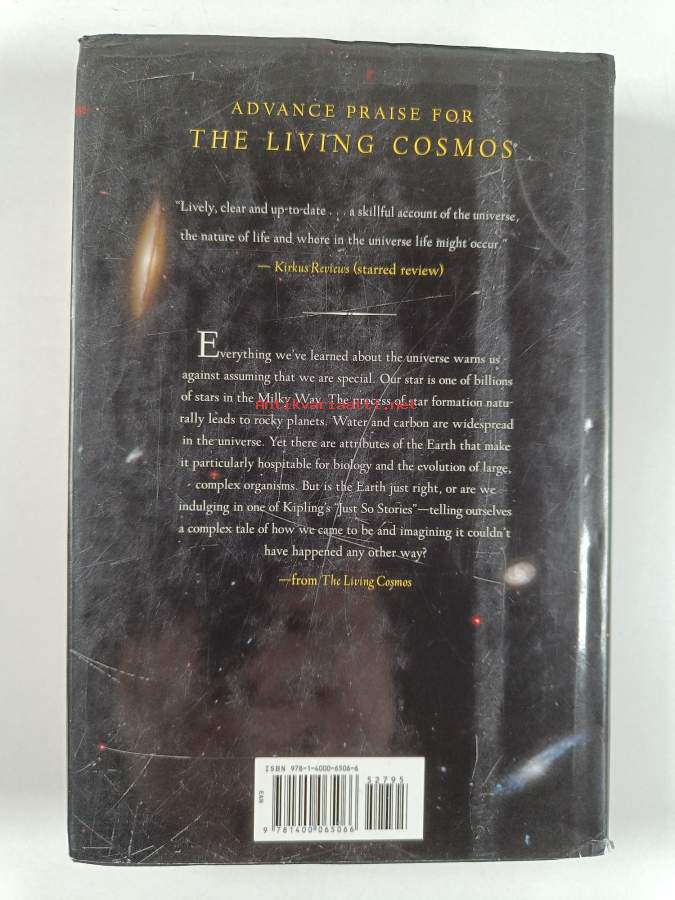 ADVANCE PRAISE FOR
THE LIVING COSMOS
"Lively, clear and up-to-date . . . a skillful account of the universe,
the nature of life and where in the universe life might occur."
— Kirkus Reviews (starred review)
Everything we've learned about the universe warns us
against assuming that we are special. Our star is one of billions
of stars in the Milky Way. The process of star formation natu-
Antikvariaatti.net
rally leads to rocky planets. Water and carbon are widespread
in the universe. Yet there are attributes of the Earth that make
it particularly hospitable for biology and the evolution of large,
complex organisms. But is the Earth just right, or are we
indulging in one of Kipling's "Just So Stories"—telling ourselves
a complex tale of how we came to be and imagining it couldn't
have happened any other way?
—from The Living Cosmos
ISBN 978-1-4000-6506-6
52795
EAN
9 781400 065066